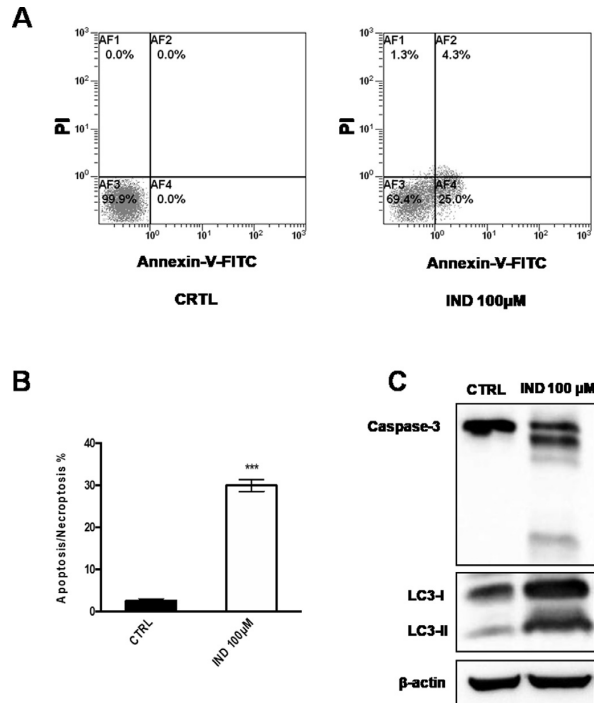 A
AF1 AF2
0.0% 0.0%
AF3 AF4
99.9% 0.0%
10³
10²
10¹
10⁰
PI
10⁰ 10¹ 10² 10³
Annexin-V-FITC
CRTL
AF1 AF2
1.3% 4.3%
AF3 AF4
69.4% 25.0%
10³
10²
10¹
10⁰
PI
10⁰ 10¹ 10² 10³
Annexin-V-FITC
IND 100µM
B
Apoptosis/Necroptosis %
40
30
20
10
0
***
CTRL
IND 100µM
C
CTRL IND 100 µM
Caspase-3
LC3-I
LC3-II
β-actin